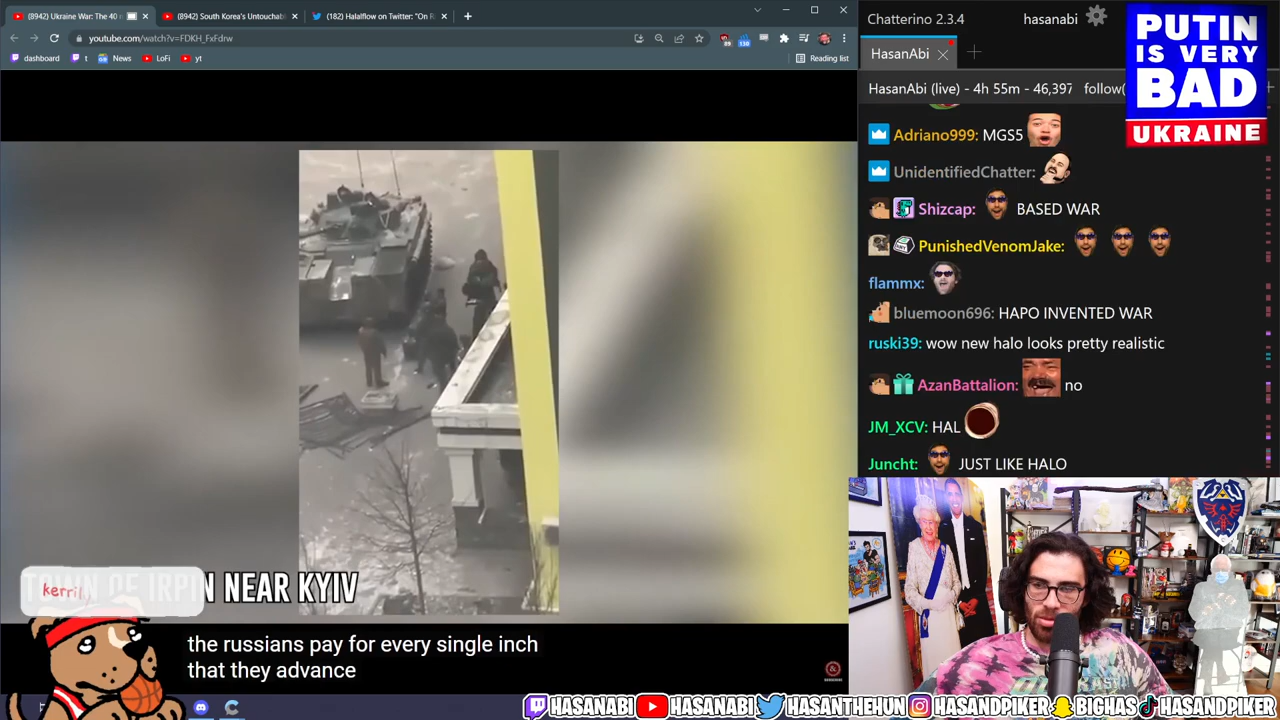 (8942) Ukraine War: The 40
(8942) South Korea's Untouchab
(182) Halalflow on Twitter: "On F
youtube.com/watch?v=FDKH_FxFdrw
89
130
dashboard
t
News
LoFi
yt
Reading list
Chatterino 2.3.4
hasanabi
HasanAbi
HasanAbi (live) - 4h 55m - 46,397
follow(
PUTIN
IS VERY
BAD
UKRAINE
Adriano999: MGS5
UnidentifiedChatter:
Shizcap: BASED WAR
PunishedVenomJake:
flammx:
bluemoon696: HAPO INVENTED WAR
ruski39: wow new halo looks pretty realistic
AzanBattalion: no
JM_XCV: HAL
Juncht: JUST LIKE HALO
IRPIN NEAR KYIV
the russians pay for every single inch
that they advance
HASANABI
HASANABI
HASANTHEHUN
HASANDPIKER
BIGHAS
HASANDPIKER